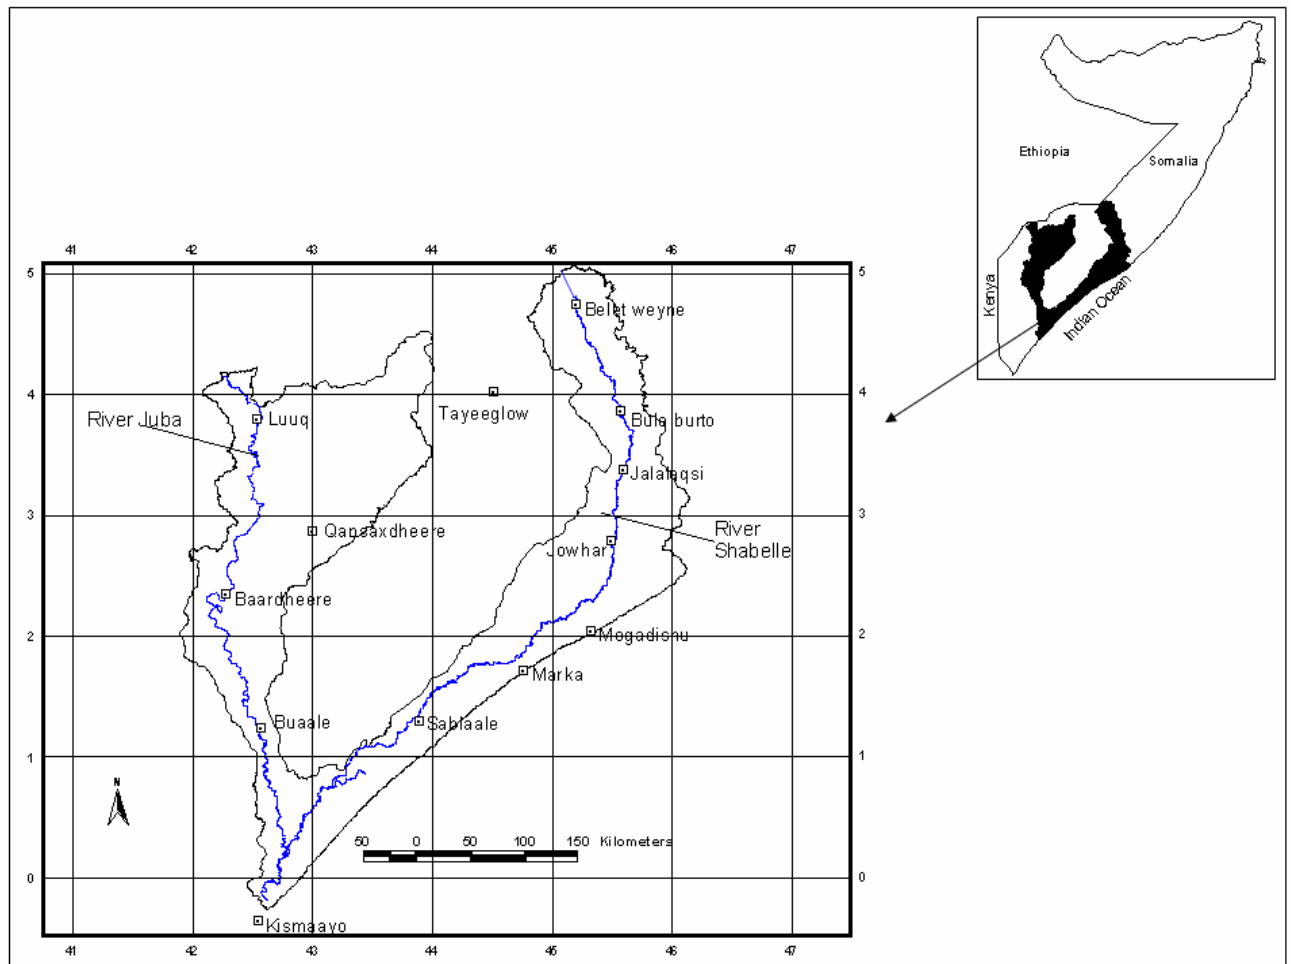 Ethiopia
Somalia
Kenya
Indian Ocean
41 42 43 44 45 46 47
5 5
Belet weyne
4 4
Tayeeglow
River Juba
Luuq
Bulo burto
Jalalaqsi
3 3
Qansaxdheere
River
Shabelle
Jowhar
Baardheere
2 2
Mogadishu
Marka
Buaale
Sablaale
1 1
N
50 0 50 100 150 Kilometers
0 0
Kismaayo
41 42 43 44 45 46 47